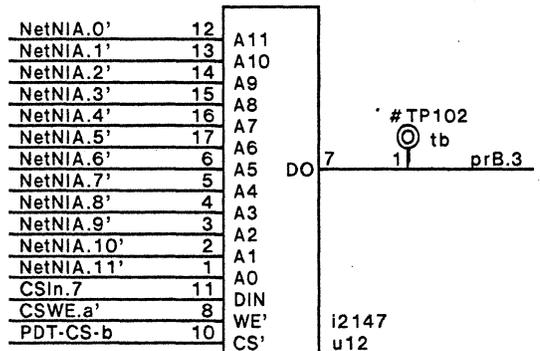 NetNIA.0' 12 A11
NetNIA.1' 13 A10
NetNIA.2' 14 A9
NetNIA.3' 15 A8
NetNIA.4' 16 A7
NetNIA.5' 17 A6
NetNIA.6' 6 A5 DO 7 1 prB.3
#TP102
tb
NetNIA.7' 5 A4
NetNIA.8' 4 A3
NetNIA.9' 3 A2
NetNIA.10' 2 A1
NetNIA.11' 1 A0
CSIn.7 11 DIN
CSWE.a' 8 WE' i2147
PDT-CS-b 10 CS' u12